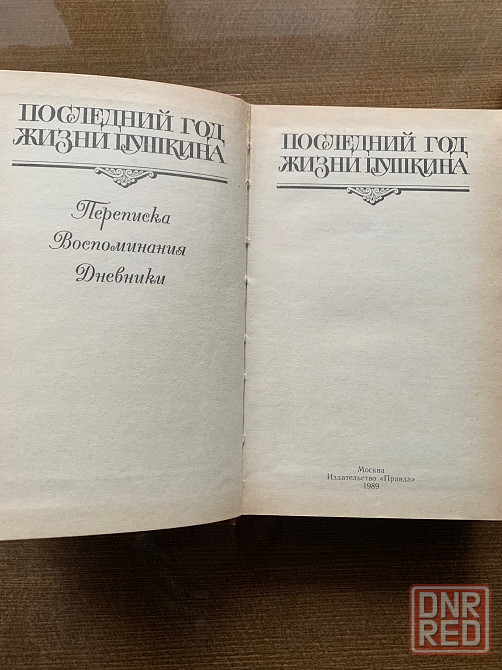 ПОСЛЕДНИЙ ГОД
ЖИЗНИ ПУШКИНА
Переписка
Воспоминания
Дневники
ПОСЛЕДНИЙ ГОД
ЖИЗНИ ПУШКИНА
Москва
Издательство «Правда»
1989
DNR
RED